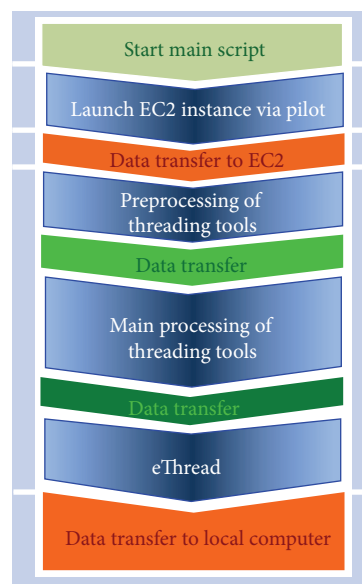 Start main script
Launch EC2 instance via pilot
Data transfer to EC2
Preprocessing of
threading tools
Data transfer
Main processing of
threading tools
Data transfer
eThread
Data transfer to local computer